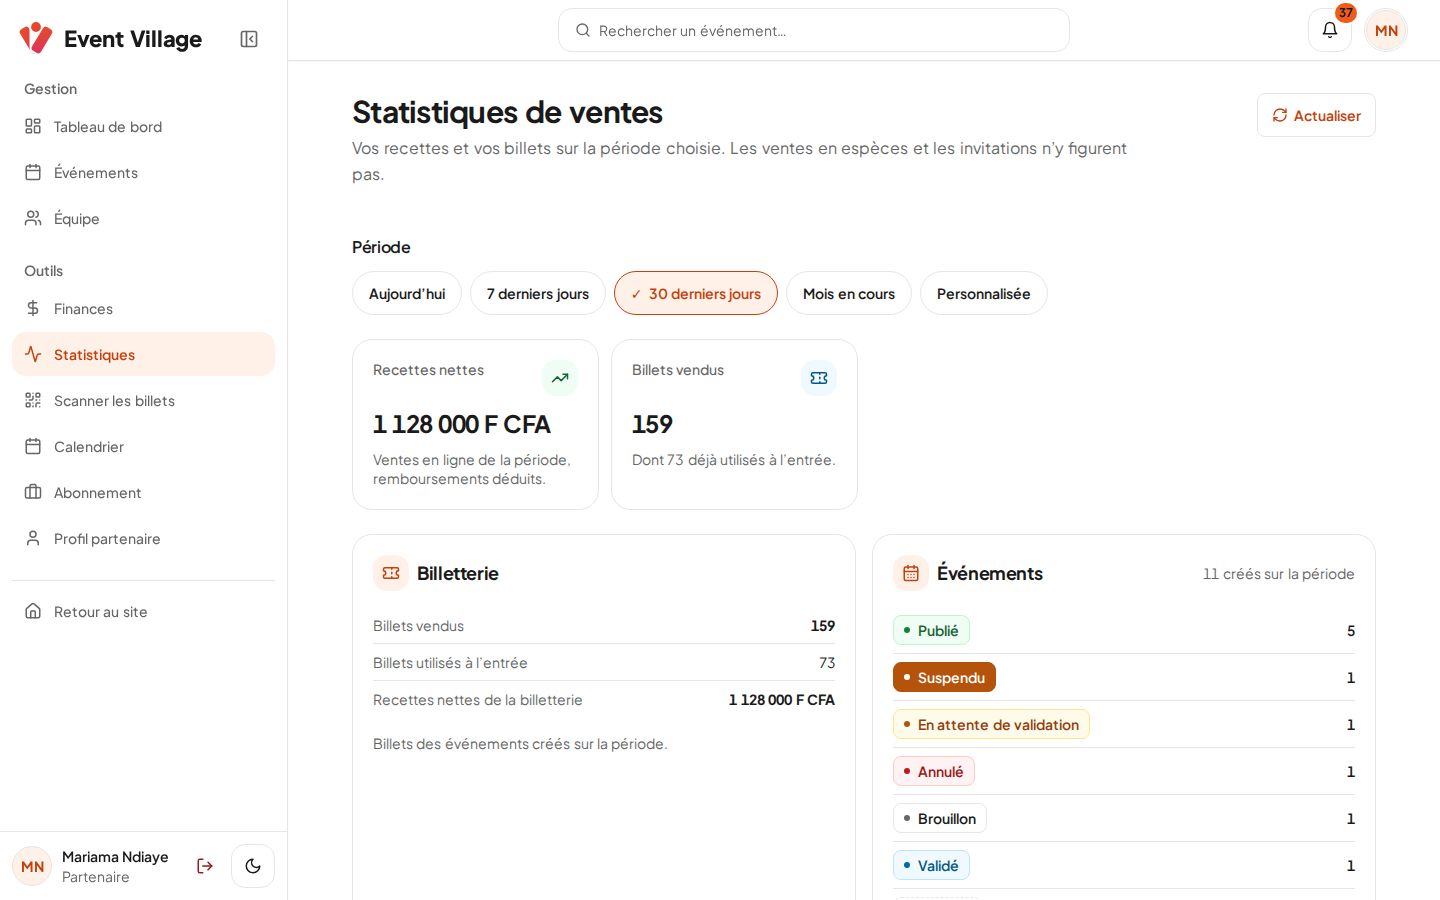 Event Village
Rechercher un événement…
37
MN
Gestion
Tableau de bord
Événements
Équipe
Outils
Finances
Statistiques
Scanner les billets
Calendrier
Abonnement
Profil partenaire
Retour au site
MN
Mariama Ndiaye
Partenaire
Statistiques de ventes
Actualiser
Vos recettes et vos billets sur la période choisie. Les ventes en espèces et les invitations n’y figurent
pas.
Période
Aujourd’hui
7 derniers jours
✓ 30 derniers jours
Mois en cours
Personnalisée
Recettes nettes
1 128 000 F CFA
Ventes en ligne de la période,
remboursements déduits.
Billets vendus
159
Dont 73 déjà utilisés à l’entrée.
Billetterie
Billets vendus 159
Billets utilisés à l’entrée 73
Recettes nettes de la billetterie 1 128 000 F CFA
Billets des événements créés sur la période.
Événements 11 créés sur la période
Publié 5
Suspendu 1
En attente de validation 1
Annulé 1
Brouillon 1
Validé 1